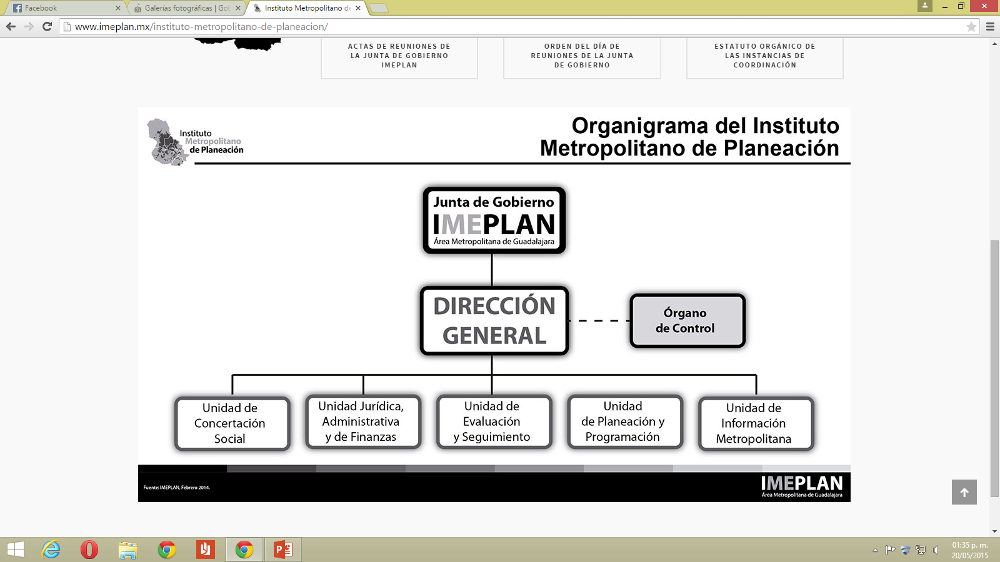 Facebook
Galerías fotográficas | Gob
Instituto Metropolitano de
www.imeplan.mx/instituto-metropolitano-de-planeacion/
ACTAS DE REUNIONES DE
LA JUNTA DE GOBIERNO
IMEPLAN
ORDEN DEL DÍA DE
REUNIONES DE LA JUNTA
DE GOBIERNO
ESTATUTO ORGÁNICO DE
LAS INSTANCIAS DE
COORDINACIÓN
Instituto
Metropolitano
de Planeación
Organigrama del Instituto
Metropolitano de Planeación
Junta de Gobierno
IMEPLAN
Área Metropolitana de Guadalajara
DIRECCIÓN
GENERAL
Órgano
de Control
Unidad de
Concertación
Social
Unidad Jurídica,
Administrativa
y de Finanzas
Unidad de
Evaluación
y Seguimiento
Unidad
de Planeación y
Programación
Unidad de
Información
Metropolitana
Fuente: IMEPLAN, Febrero 2014.
IMEPLAN
Área Metropolitana de Guadalajara
01:35 p. m.
20/05/2015